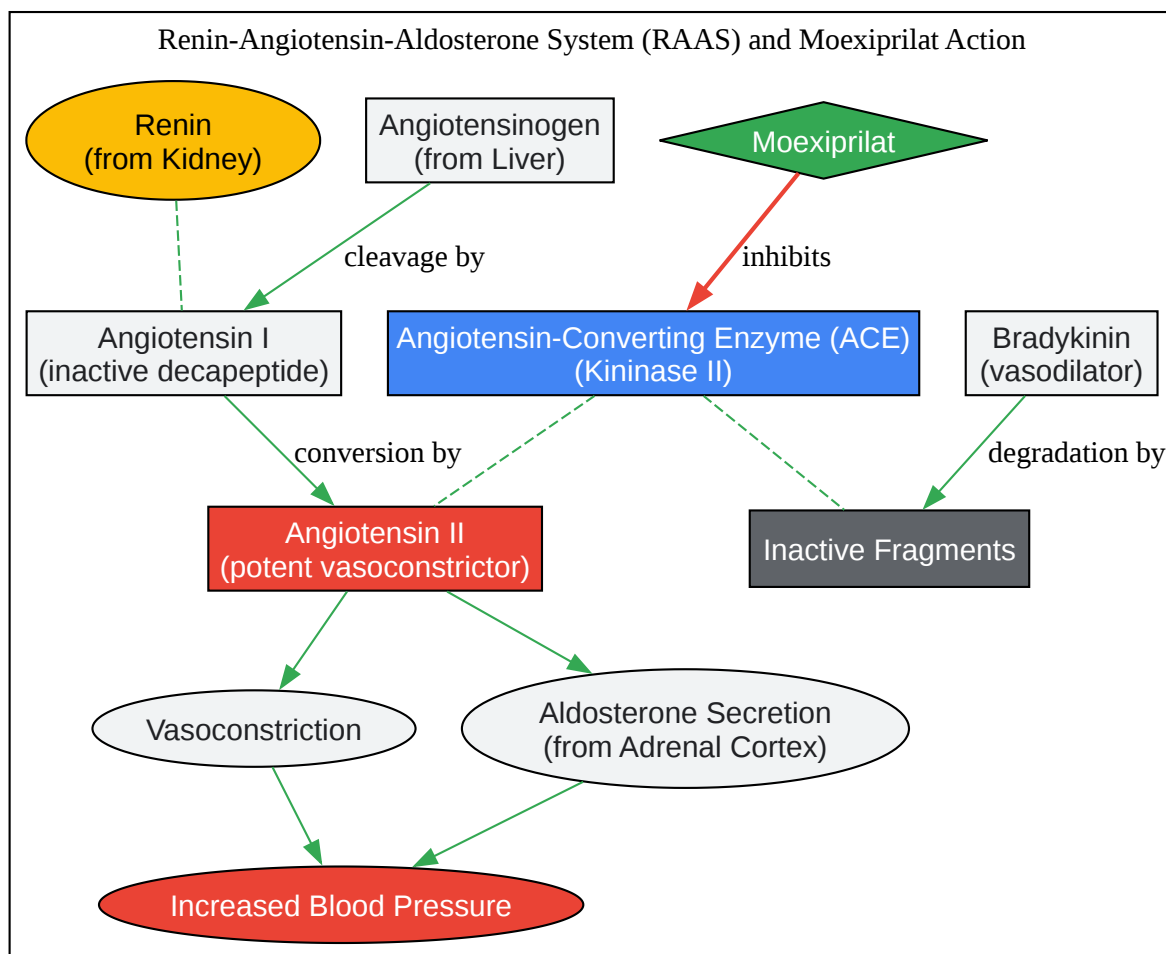 Renin-Angiotensin-Aldosterone System (RAAS) and Moexiprilat Action
Renin
(from Kidney)
Angiotensinogen
(from Liver)
Moexiprilat
cleavage by
inhibits
Angiotensin I
(inactive decapeptide)
Angiotensin-Converting Enzyme (ACE)
(Kininase II)
Bradykinin
(vasodilator)
conversion by
degradation by
Angiotensin II
(potent vasoconstrictor)
Inactive Fragments
Vasoconstriction
Aldosterone Secretion
(from Adrenal Cortex)
Increased Blood Pressure